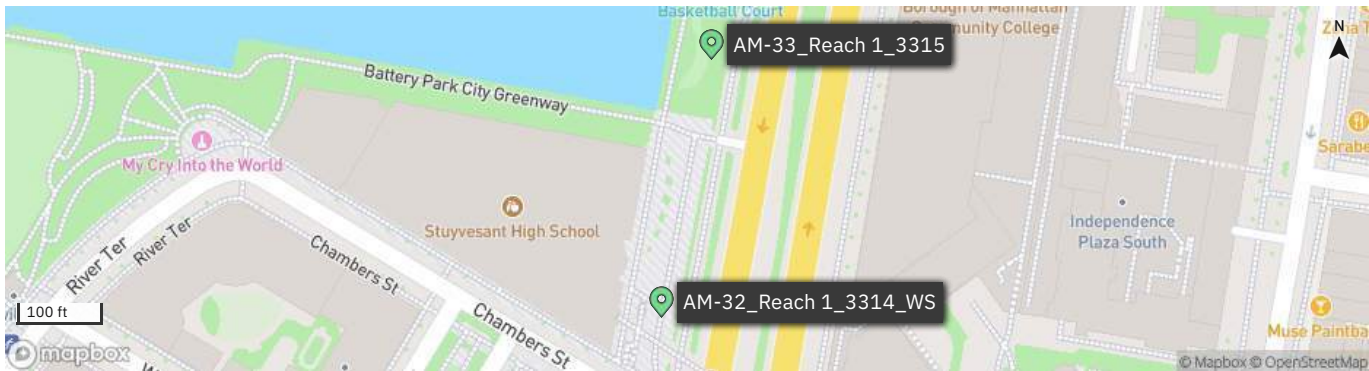 Basketball Court
Borough of Manhattan
Community College
N
AM-33_Reach 1_3315
Battery Park City Greenway
My Cry Into the World
Stuyvesant High School
Independence
Plaza South
River Ter
River Ter
Chambers St
Chambers St
AM-32_Reach 1_3314_WS
100 ft
Muse Paintba
mapbox
© Mapbox © OpenStreetMap